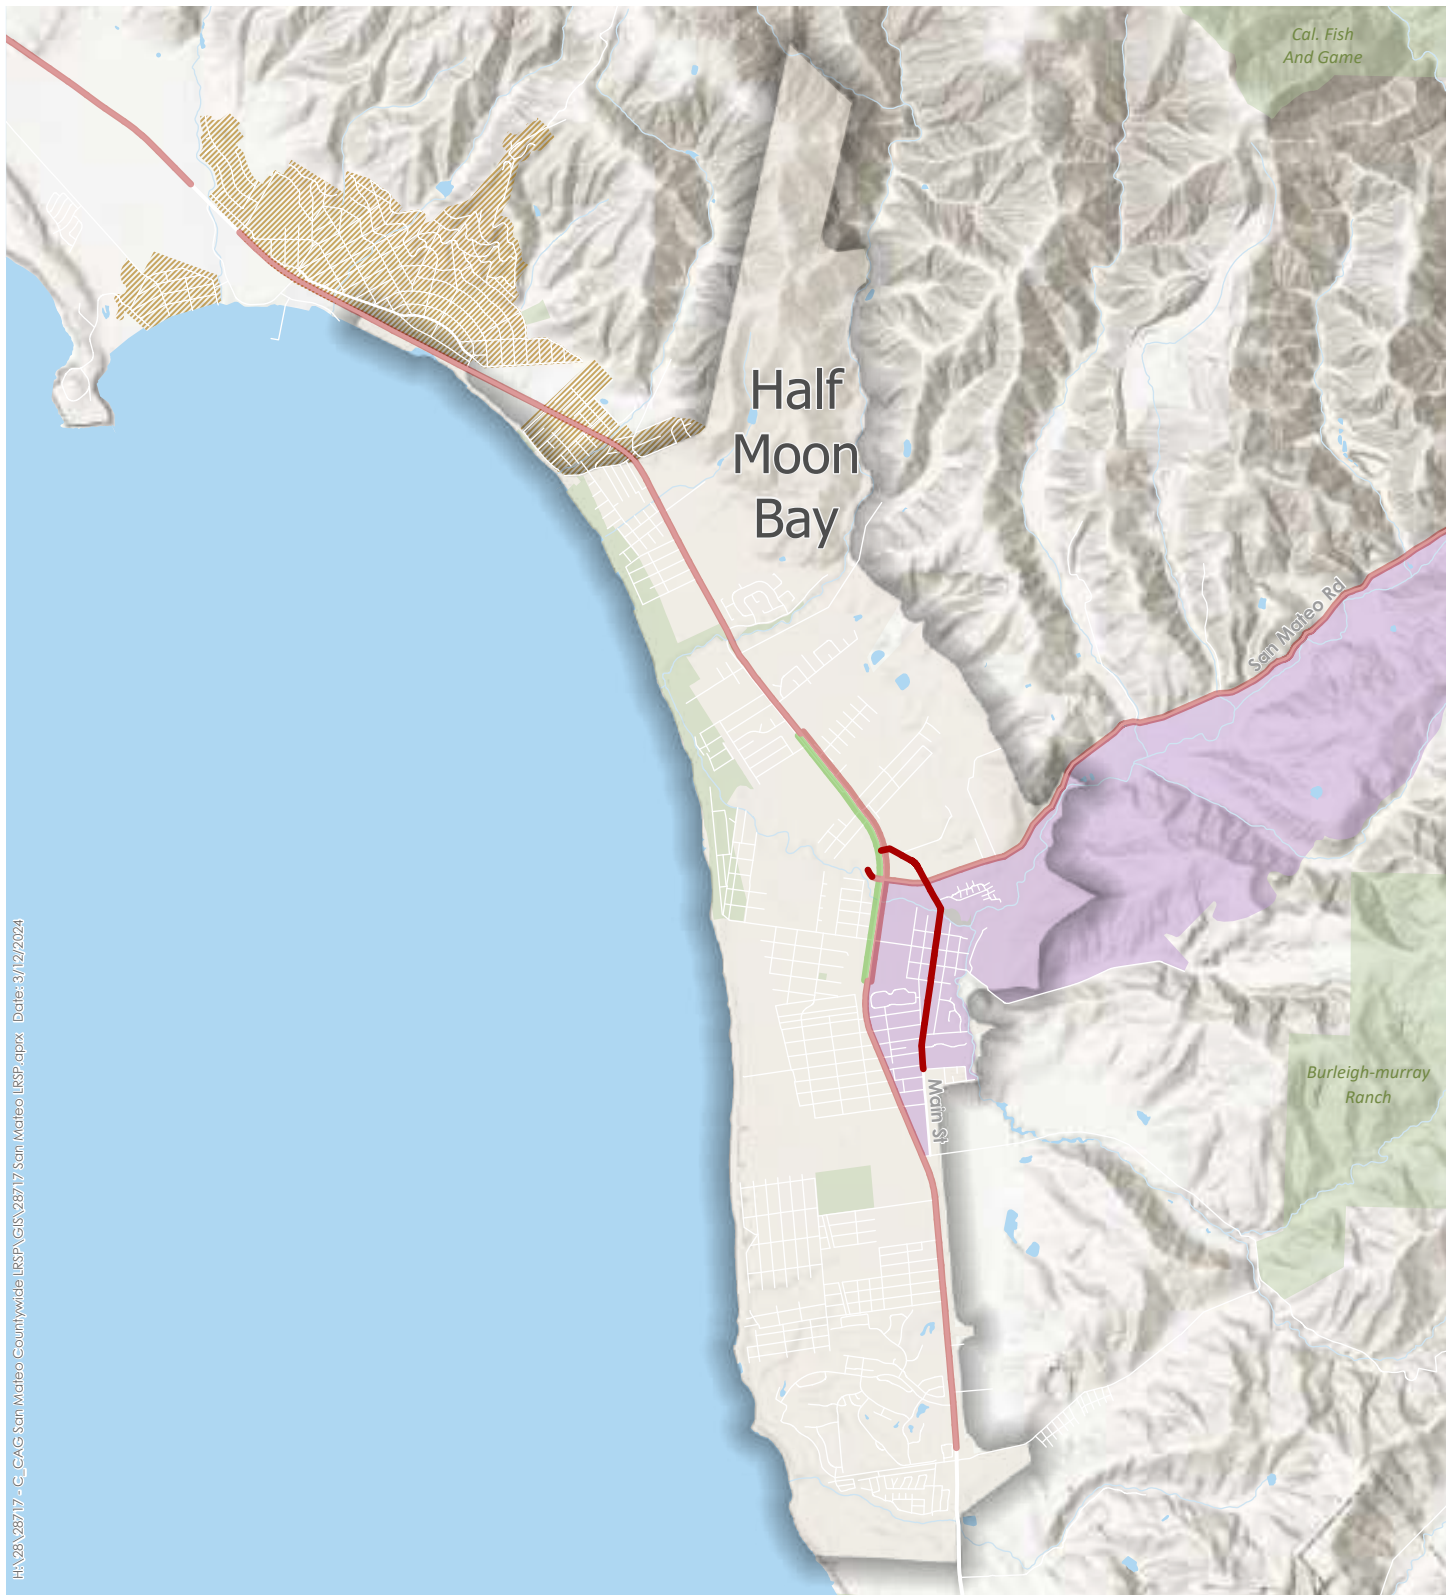 Cal. Fish
And Game
Half
Moon
Bay
San Mateo Rd
Burleigh-murray
Ranch
Main St
H:\28\28717 - C_CAG San Mateo Countywide LRSP\GIS\28717 San Mateo LRSP.aprx Date: 3/12/2024